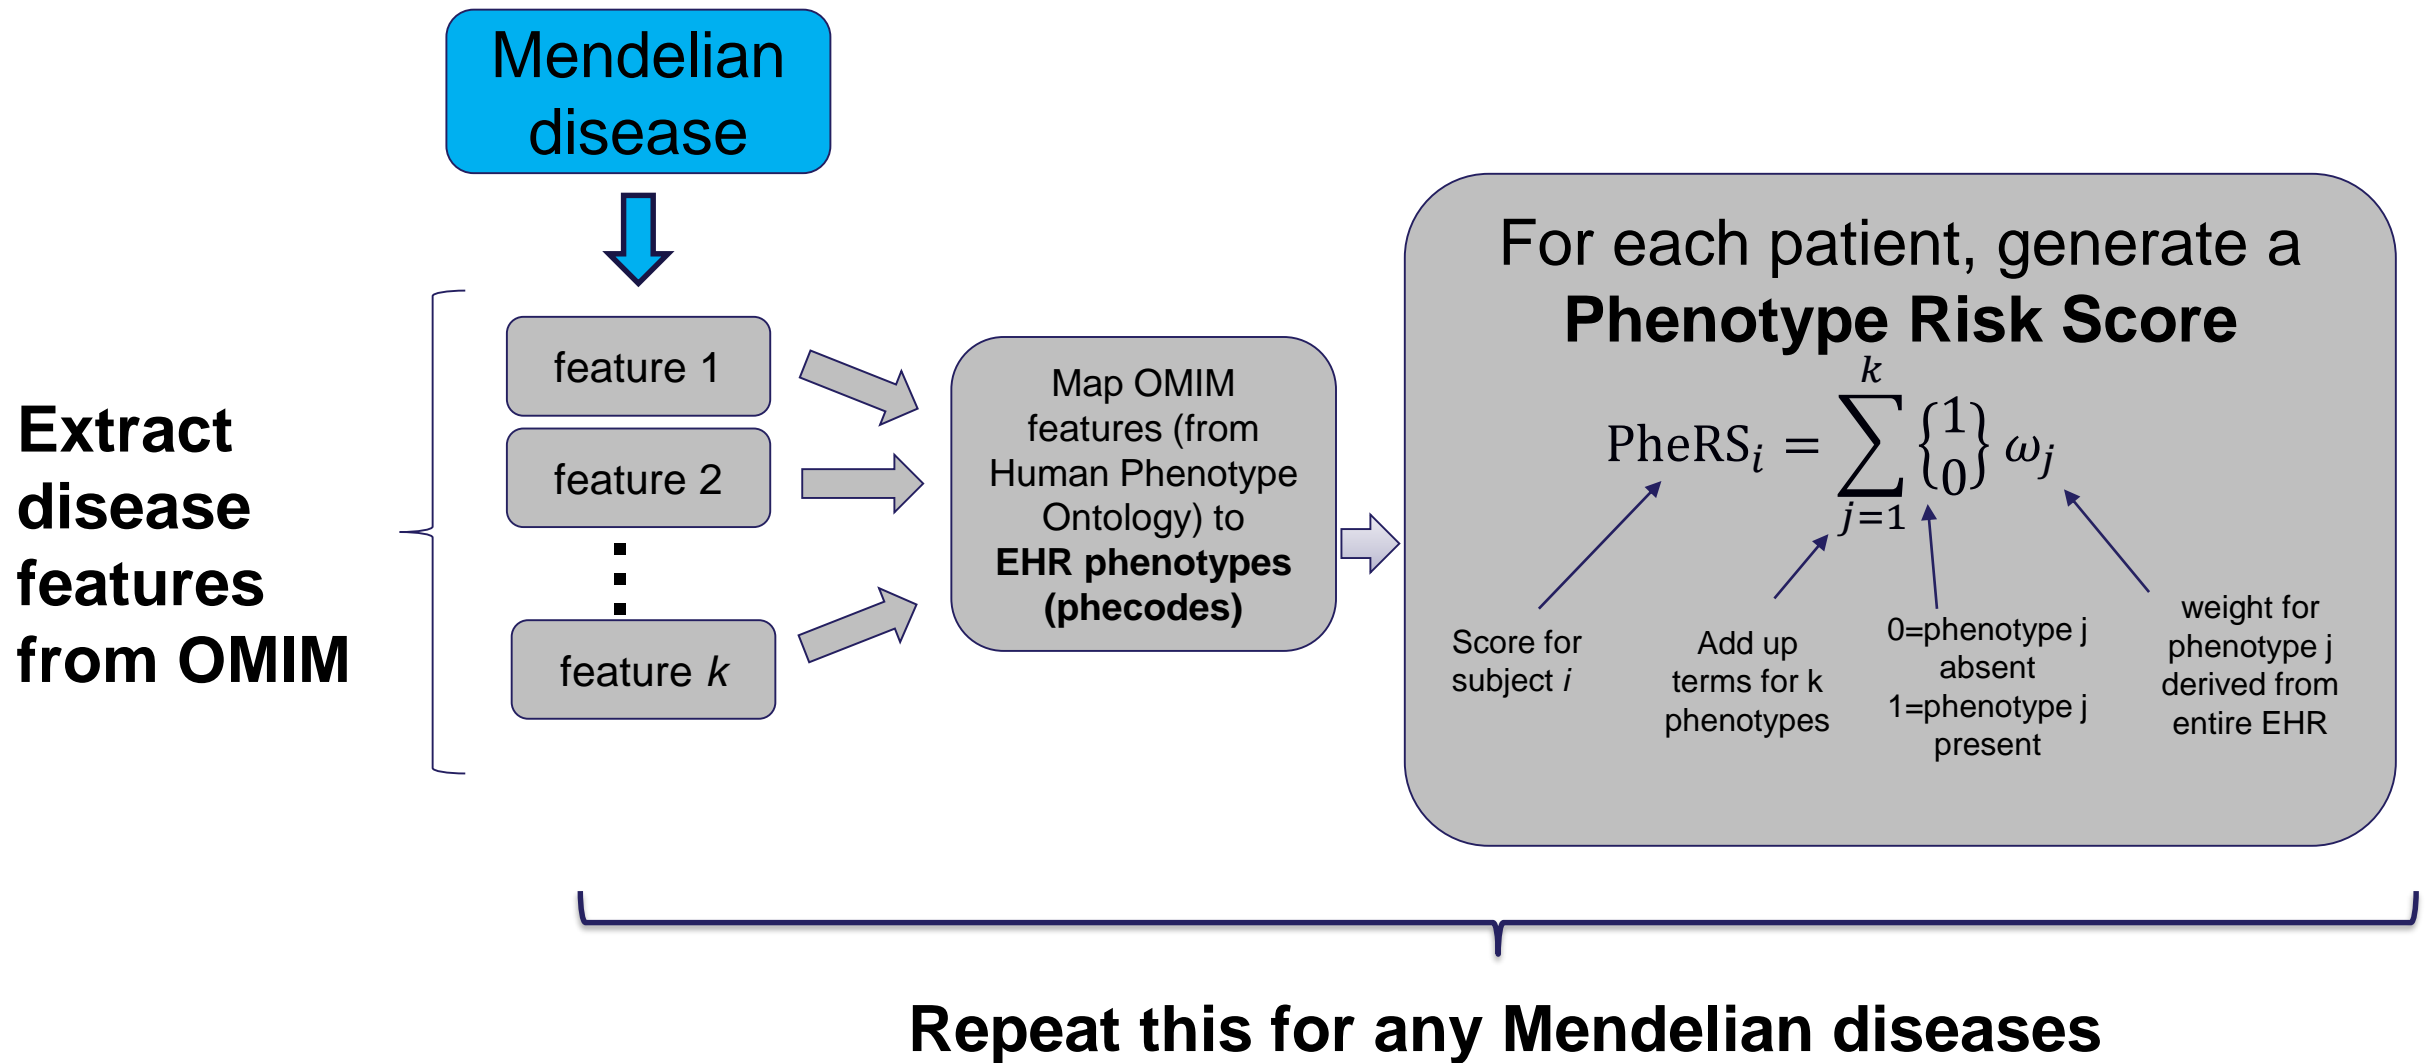 Mendelian
disease
Extract
disease
features
from OMIM
feature 1
feature 2
feature k
Map OMIM
features (from
Human Phenotype
Ontology) to
EHR phenotypes
(phecodes)
For each patient, generate a
Phenotype Risk Score
k
PheRSᵢ = ∑ {1 0} ωⱼ
j=1
Score for
subject i
Add up
terms for k
phenotypes
0=phenotype j
absent
1=phenotype j
present
weight for
phenotype j
derived from
entire EHR
Repeat this for any Mendelian diseases